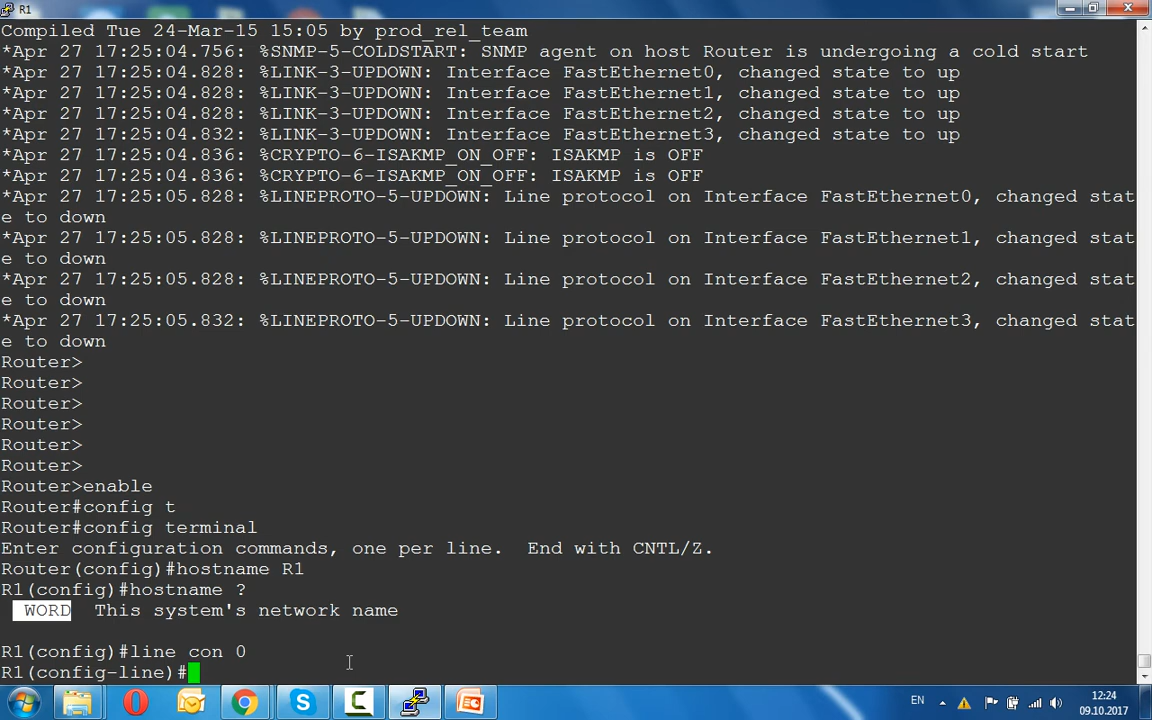 R1
Compiled Tue 24-Mar-15 15:05 by prod_rel_team
*Apr 27 17:25:04.756: %SNMP-5-COLDSTART: SNMP agent on host Router is undergoing a cold start
*Apr 27 17:25:04.828: %LINK-3-UPDOWN: Interface FastEthernet0, changed state to up
*Apr 27 17:25:04.828: %LINK-3-UPDOWN: Interface FastEthernet1, changed state to up
*Apr 27 17:25:04.828: %LINK-3-UPDOWN: Interface FastEthernet2, changed state to up
*Apr 27 17:25:04.832: %LINK-3-UPDOWN: Interface FastEthernet3, changed state to up
*Apr 27 17:25:04.836: %CRYPTO-6-ISAKMP_ON_OFF: ISAKMP is OFF
*Apr 27 17:25:04.836: %CRYPTO-6-ISAKMP_ON_OFF: ISAKMP is OFF
*Apr 27 17:25:05.828: %LINEPROTO-5-UPDOWN: Line protocol on Interface FastEthernet0, changed stat
e to down
*Apr 27 17:25:05.828: %LINEPROTO-5-UPDOWN: Line protocol on Interface FastEthernet1, changed stat
e to down
*Apr 27 17:25:05.828: %LINEPROTO-5-UPDOWN: Line protocol on Interface FastEthernet2, changed stat
e to down
*Apr 27 17:25:05.832: %LINEPROTO-5-UPDOWN: Line protocol on Interface FastEthernet3, changed stat
e to down
Router>
Router>
Router>
Router>
Router>
Router>
Router>enable
Router#config t
Router#config terminal
Enter configuration commands, one per line.  End with CNTL/Z.
Router(config)#hostname R1
R1(config)#hostname ?
  WORD  This system's network name
R1(config)#line con 0
R1(config-line)#
EN
12:24
09.10.2017